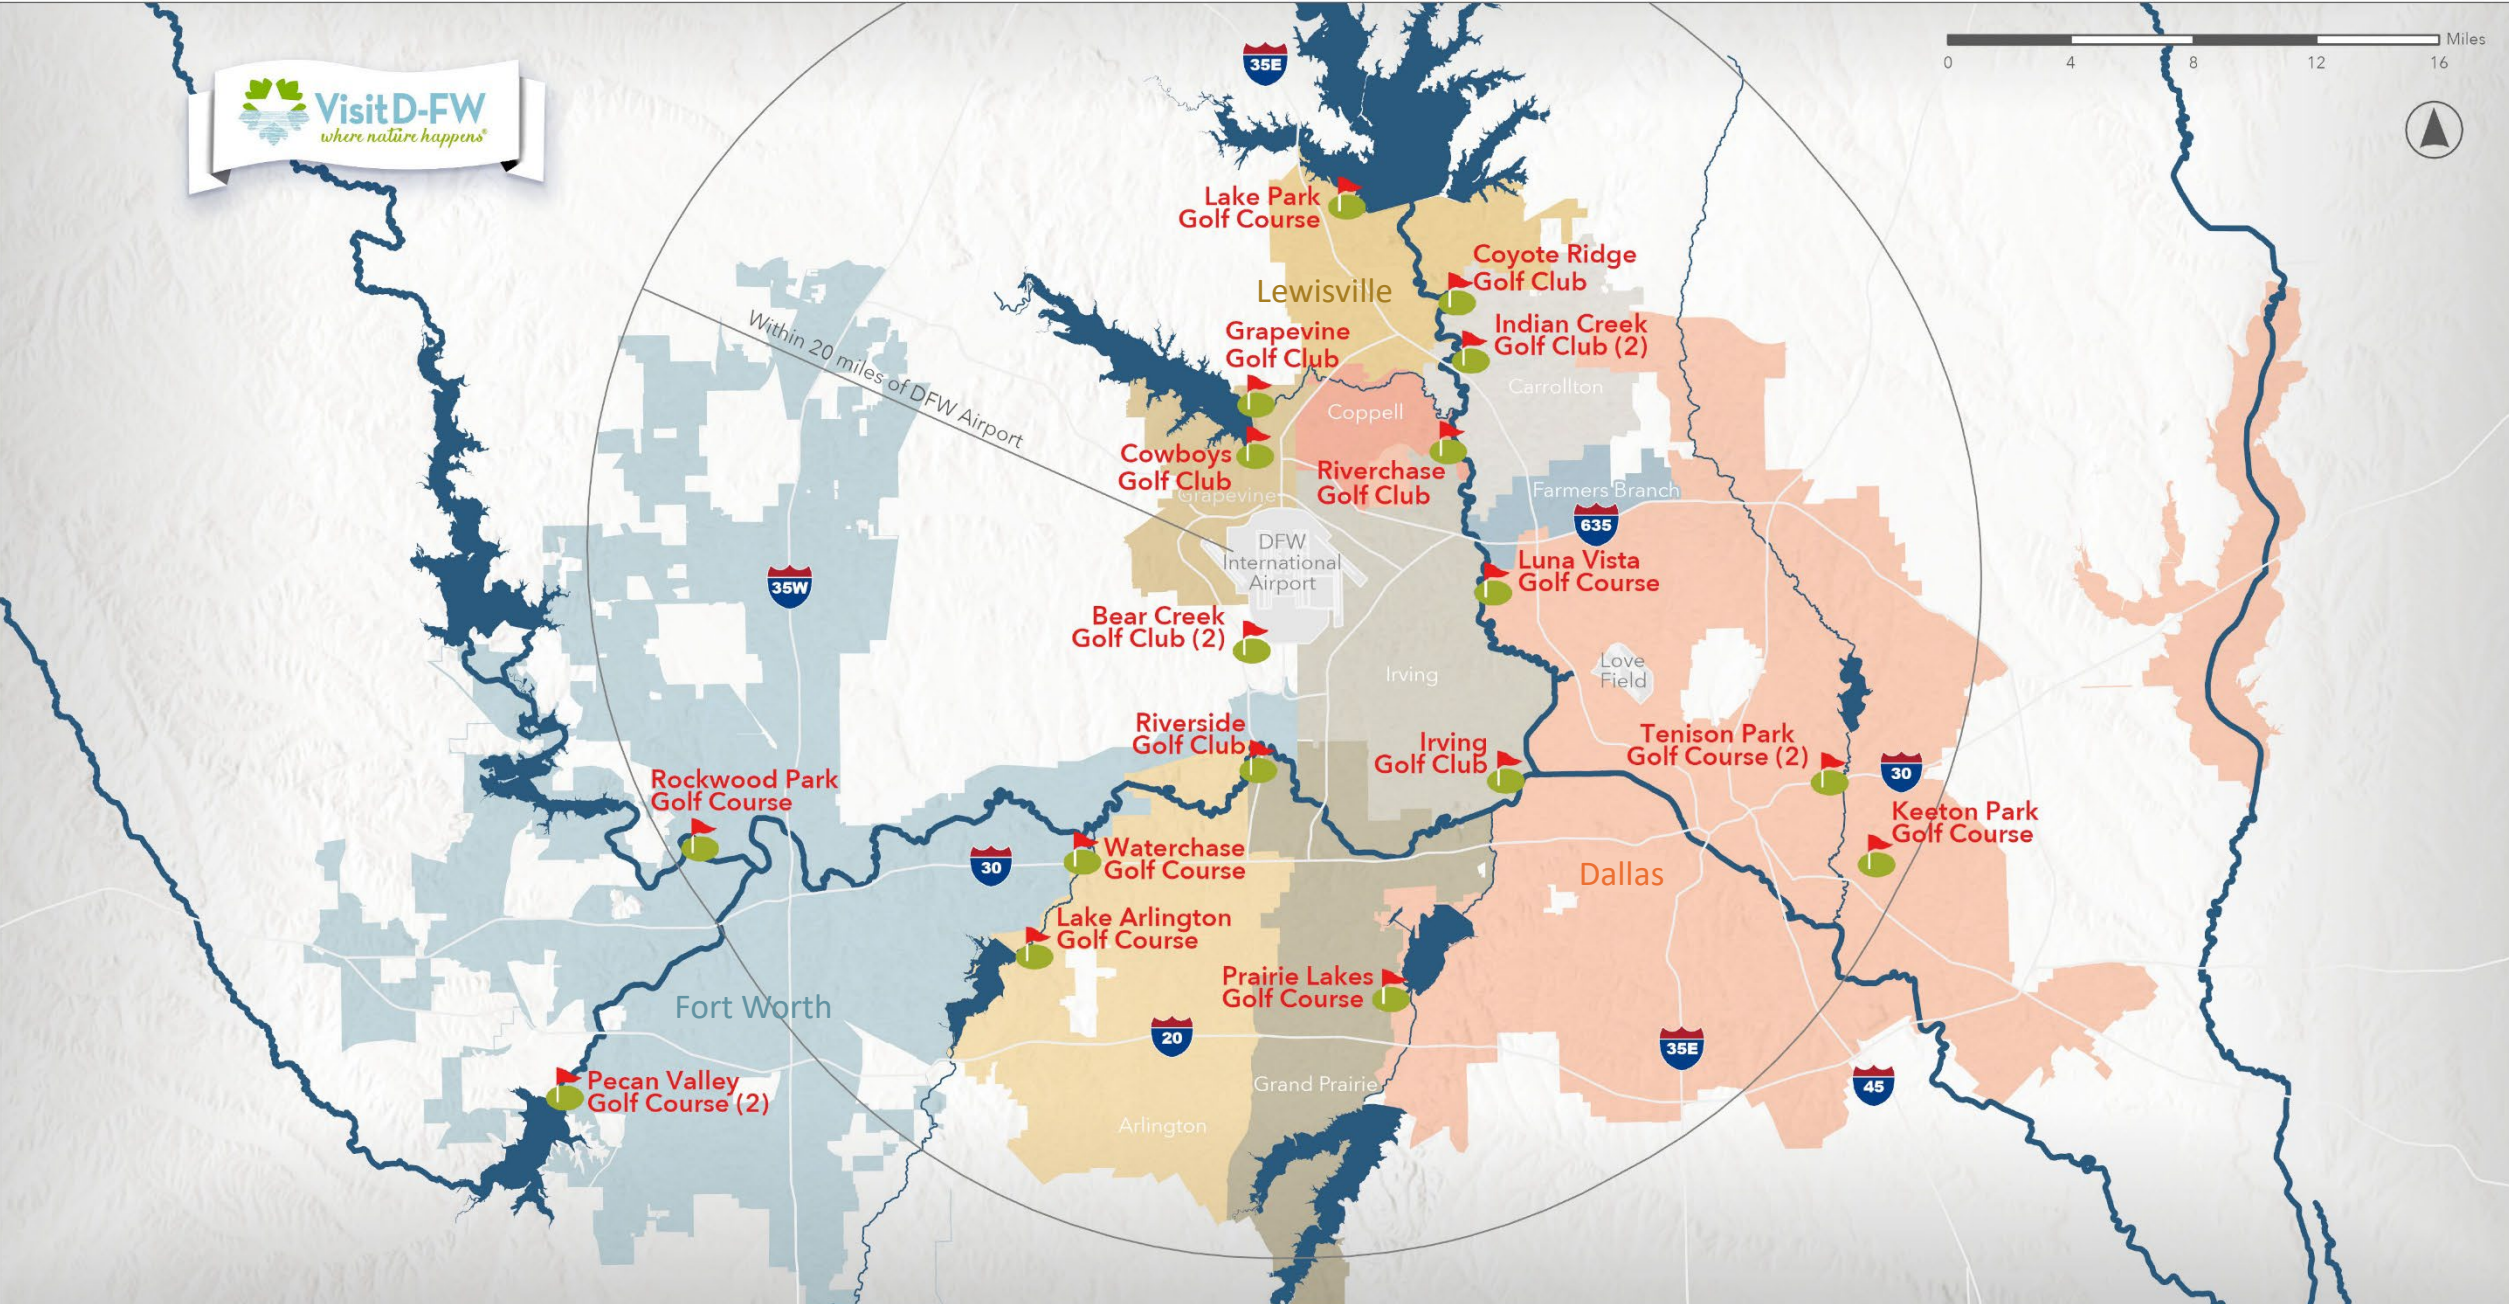 35E
Miles
0 4 8 12 16
Visit D-FW
where nature happens®
Lake Park
Golf Course
Coyote Ridge
Golf Club
Lewisville
Grapevine
Golf Club
Indian Creek
Golf Club (2)
Within 20 miles of DFW Airport
Carrollton
Coppell
Cowboys
Golf Club
Riverchase
Golf Club
Grapevine
Farmers Branch
635
DFW
International
Airport
35W
Luna Vista
Golf Course
Bear Creek
Golf Club (2)
Love
Field
Irving
Riverside
Golf Club
Irving
Golf Club
Tenison Park
Golf Course (2)
30
Rockwood Park
Golf Course
Keeton Park
Golf Course
Waterchase
Golf Course
30
Dallas
Lake Arlington
Golf Course
Prairie Lakes
Golf Course
Fort Worth
20
35E
45
Pecan Valley
Golf Course (2)
Grand Prairie
Arlington